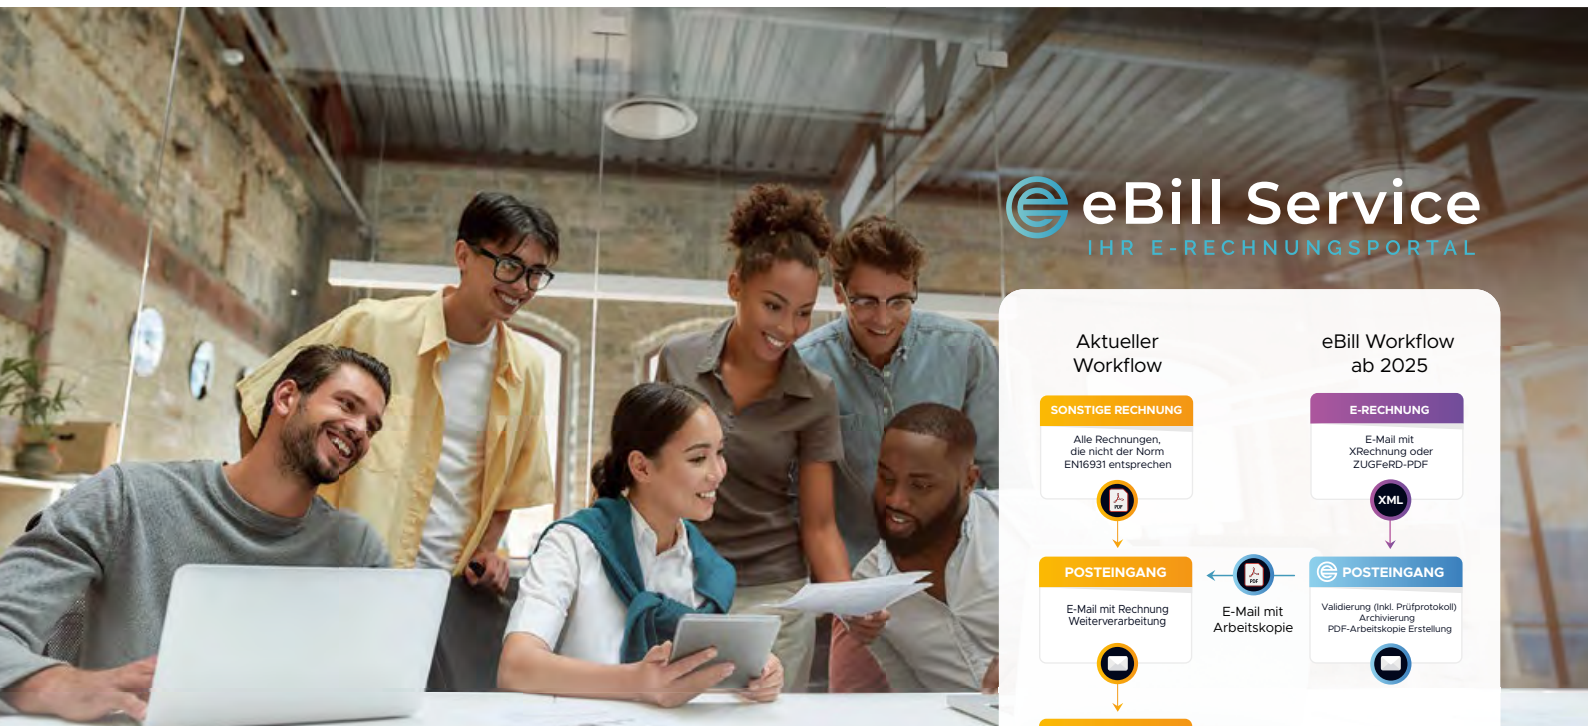 eBill Service
IHR E-RECHNUNGSPORTAL
Aktueller
Workflow
SONSTIGE RECHNUNG
Alle Rechnungen,
die nicht der Norm
EN16931 entsprechen
PDF
POSTEINGANG
E-Mail mit Rechnung
Weiterverarbeitung
PDF
E-Mail mit
Arbeitskopie
eBill Workflow
ab 2025
E-RECHNUNG
E-Mail mit
XRechnung oder
ZUGFeRD-PDF
XML
POSTEINGANG
Validierung (Inkl. Prüfprotokoll)
Archivierung
PDF-Arbeitskopie Erstellung